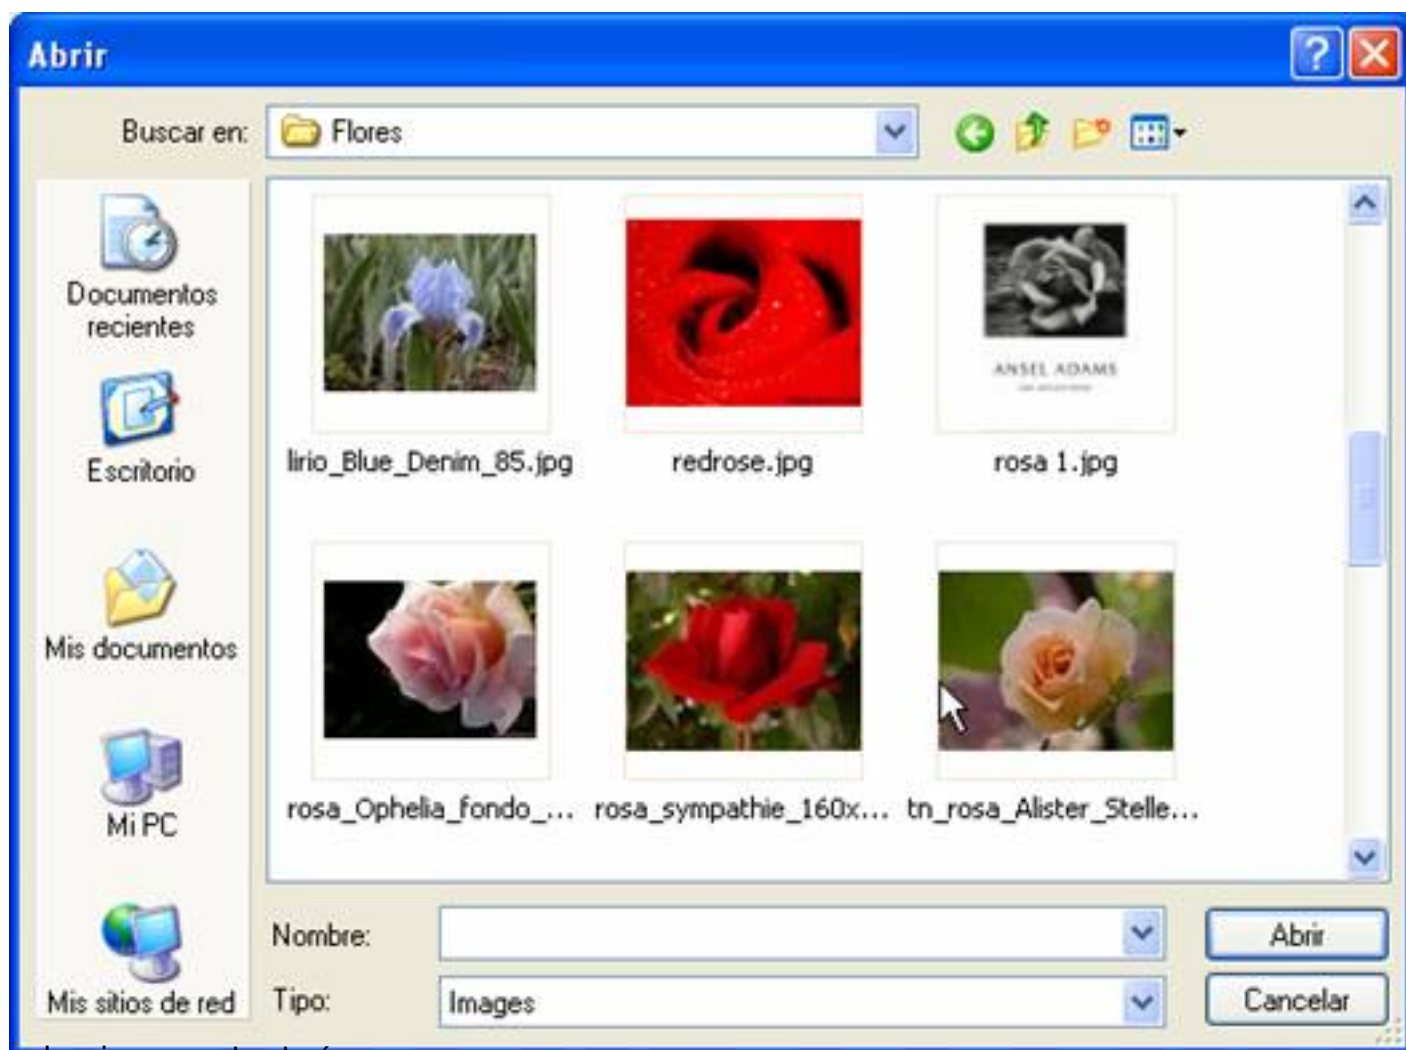 Abrir
Buscar en:
Flores
Documentos
recientes
Escritorio
Mis documentos
Mi PC
Mis sitios de red
ANSEL ADAMS
lirio_Blue_Denim_85.jpg
redrose.jpg
rosa 1.jpg
rosa_Ophelia_fondo_...
rosa_sympathie_160x...
tn_rosa_Alister_Stelle...
Nombre:
Abrir
Tipo:
Images
Cancelar